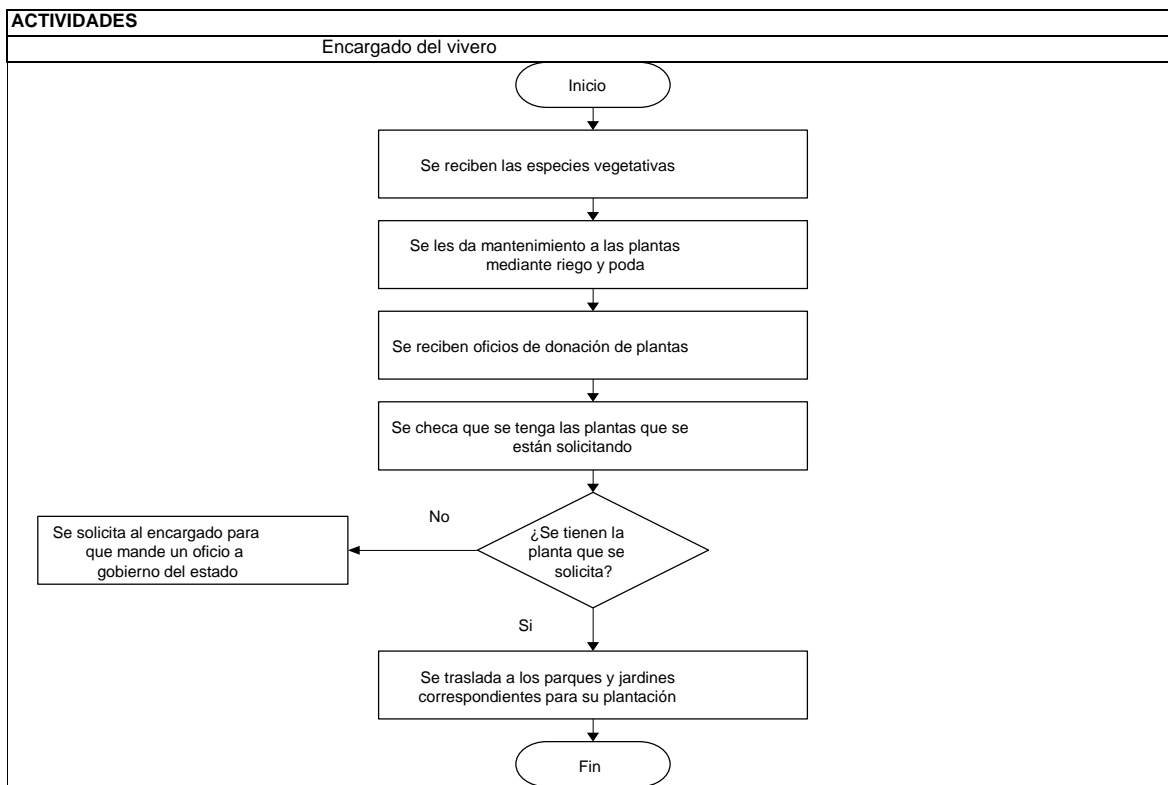 ACTIVIDADES
Encargado del vivero
Inicio
Se reciben las especies vegetativas
Se les da mantenimiento a las plantas
mediante riego y poda
Se reciben oficios de donación de plantas
Se checa que se tenga las plantas que se
están solicitando
No
Se solicita al encargado para
que mande un oficio a
gobierno del estado
¿Se tienen la
planta que se
solicita?
Si
Se traslada a los parques y jardines
correspondientes para su plantación
Fin